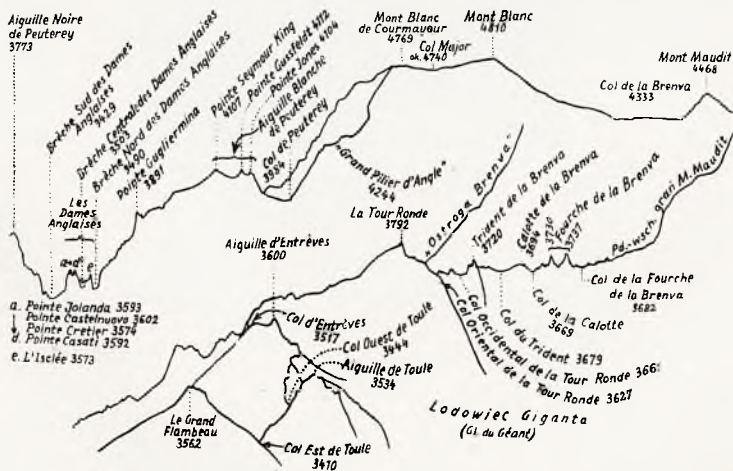 Aiguille Noire
de Peuterey
3773
Brèche Sud des Dames
Anglaises
3429
Brèche Centrale des Dames Anglaises
3503
Brèche Nord des Dames Anglaises
3490
Pointe Gugliermina
3891
Pointe Seymour King
4107
Pointe Gussfeldt 4112
Pointe Jones 4104
Aiguille Blanche
de Peuterey
Col de Peuterey
3934
Mont Blanc
de Courmayeur
4769
Col Major
ok. 4740
Mont Blanc
4810
Col de la Brenva
4333
Mont Maudit
4468
Les
Dames
Anglaises
a
d
e
"Grand Pilier d'Angle"
4244
La Tour Ronde
3792
"Ostroga Brenva"
Trident de la Brenva
3720
Calotte de la Brenva
3694
Fourche de la Brenva
3737
Pd.-wsch. grań M. Maudit
Aiguille d'Entrèves
3600
a. Pointe Jolanda 3593
Pointe Castelnuovo 3602
Pointe Cretier 3574
d. Pointe Casati 3592
e. L'Isolée 3573
Col d'Entrèves
3517
Col Ouest de Toule
3444
Aiguille de Toule
3534
Le Grand
Flambeau
3562
Col Est de Toule
3410
Col de la Fourche
de la Brenva
3682
Col de la Calotte
3669
Col du Trident 3679
Col Occidental de la Tour Ronde
Col Oriental de la Tour Ronde 3627
Lodowiec Giganta
(Gl. du Géant)